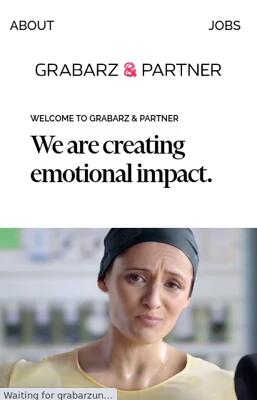 ABOUT JOBS
GRABARZ & PARTNER
WELCOME TO GRABARZ & PARTNER
We are creating
emotional impact.
Waiting for grabarzun...